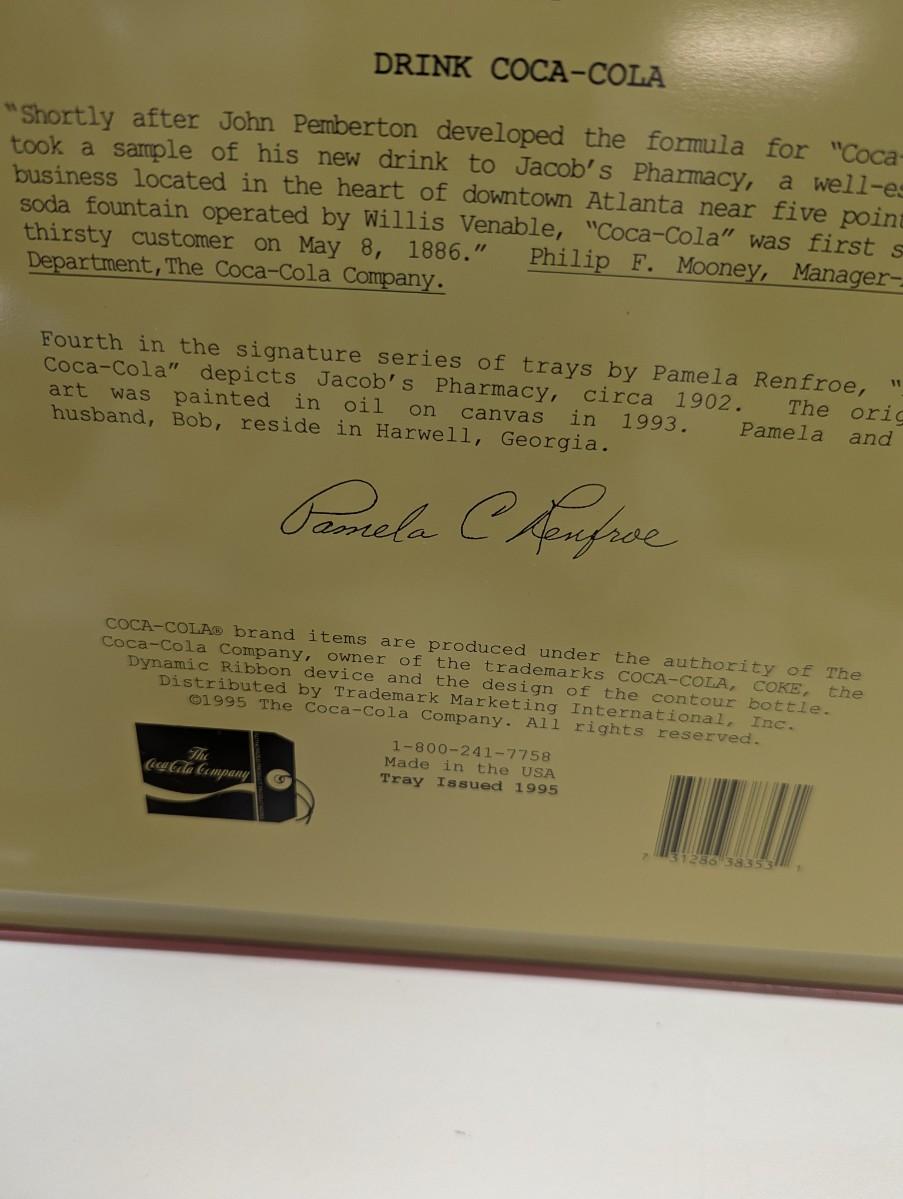 DRINK COCA-COLA
"Shortly after John Pemberton developed the formula for "Coca-
took a sample of his new drink to Jacob's Pharmacy, a well-es
business located in the heart of downtown Atlanta near five point
soda fountain operated by Willis Venable, "Coca-Cola" was first s
thirsty customer on May 8, 1886." Philip F. Mooney, Manager-
Department,The Coca-Cola Company.
Fourth in the signature series of trays by Pamela Renfroe, "
Coca-Cola" depicts Jacob's Pharmacy, circa 1902. The orig
art was painted in oil on canvas in 1993. Pamela and
husband, Bob, reside in Harwell, Georgia.
Pamela C Renfroe
COCA-COLA® brand items are produced under the authority of The
Coca-Cola Company, owner of the trademarks COCA-COLA, COKE, the
Dynamic Ribbon device and the design of the contour bottle.
Distributed by Trademark Marketing International, Inc.
©1995 The Coca-Cola Company. All rights reserved.
The
Coca-Cola Company
1-800-241-7758
Made in the USA
Tray Issued 1995
7 31286 38353 1